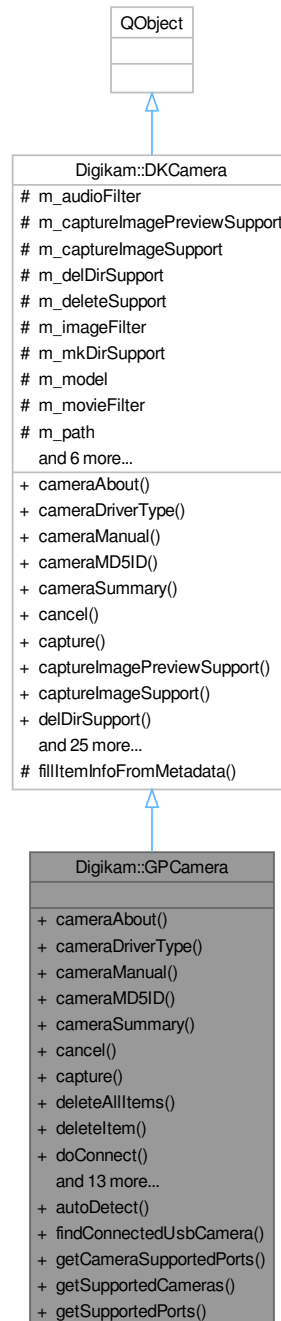 QObject
Digikam::DKCamera
# m_audioFilter
# m_captureImagePreviewSupport
# m_captureImageSupport
# m_delDirSupport
# m_deleteSupport
# m_imageFilter
# m_mkDirSupport
# m_model
# m_movieFilter
# m_path
and 6 more...
+ cameraAbout()
+ cameraDriverType()
+ cameraManual()
+ cameraMD5ID()
+ cameraSummary()
+ cancel()
+ capture()
+ captureImagePreviewSupport()
+ captureImageSupport()
+ delDirSupport()
and 25 more...
# fillItemInfoFromMetadata()
Digikam::GPCamera
+ cameraAbout()
+ cameraDriverType()
+ cameraManual()
+ cameraMD5ID()
+ cameraSummary()
+ cancel()
+ capture()
+ deleteAllItems()
+ deleteItem()
+ doConnect()
and 13 more...
+ autoDetect()
+ findConnectedUsbCamera()
+ getCameraSupportedPorts()
+ getSupportedCameras()
+ getSupportedPorts()